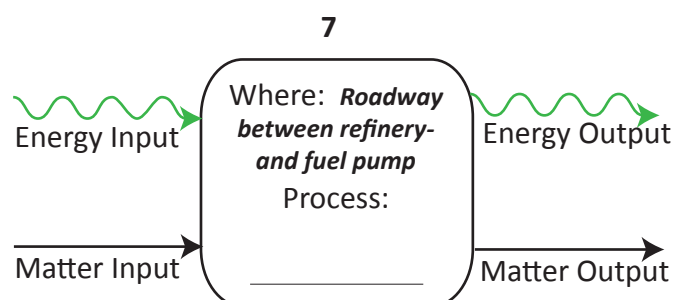 7
Where: Roadway
between refinery-
and fuel pump
Process:
Energy Input
Energy Output
Matter Input
Matter Output